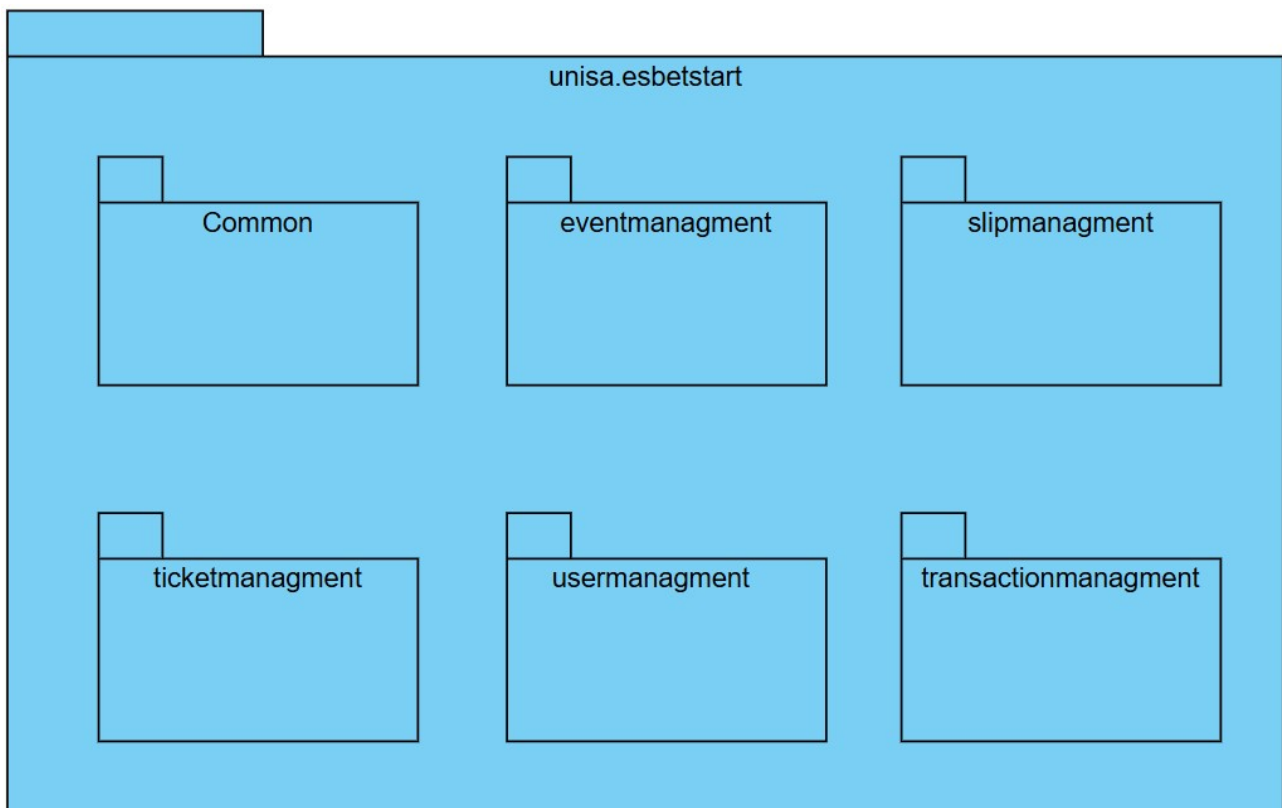 unisa.esbetstart
Common
eventmanagment
slipmanagment
ticketmanagment
usermanagment
transactionmanagment